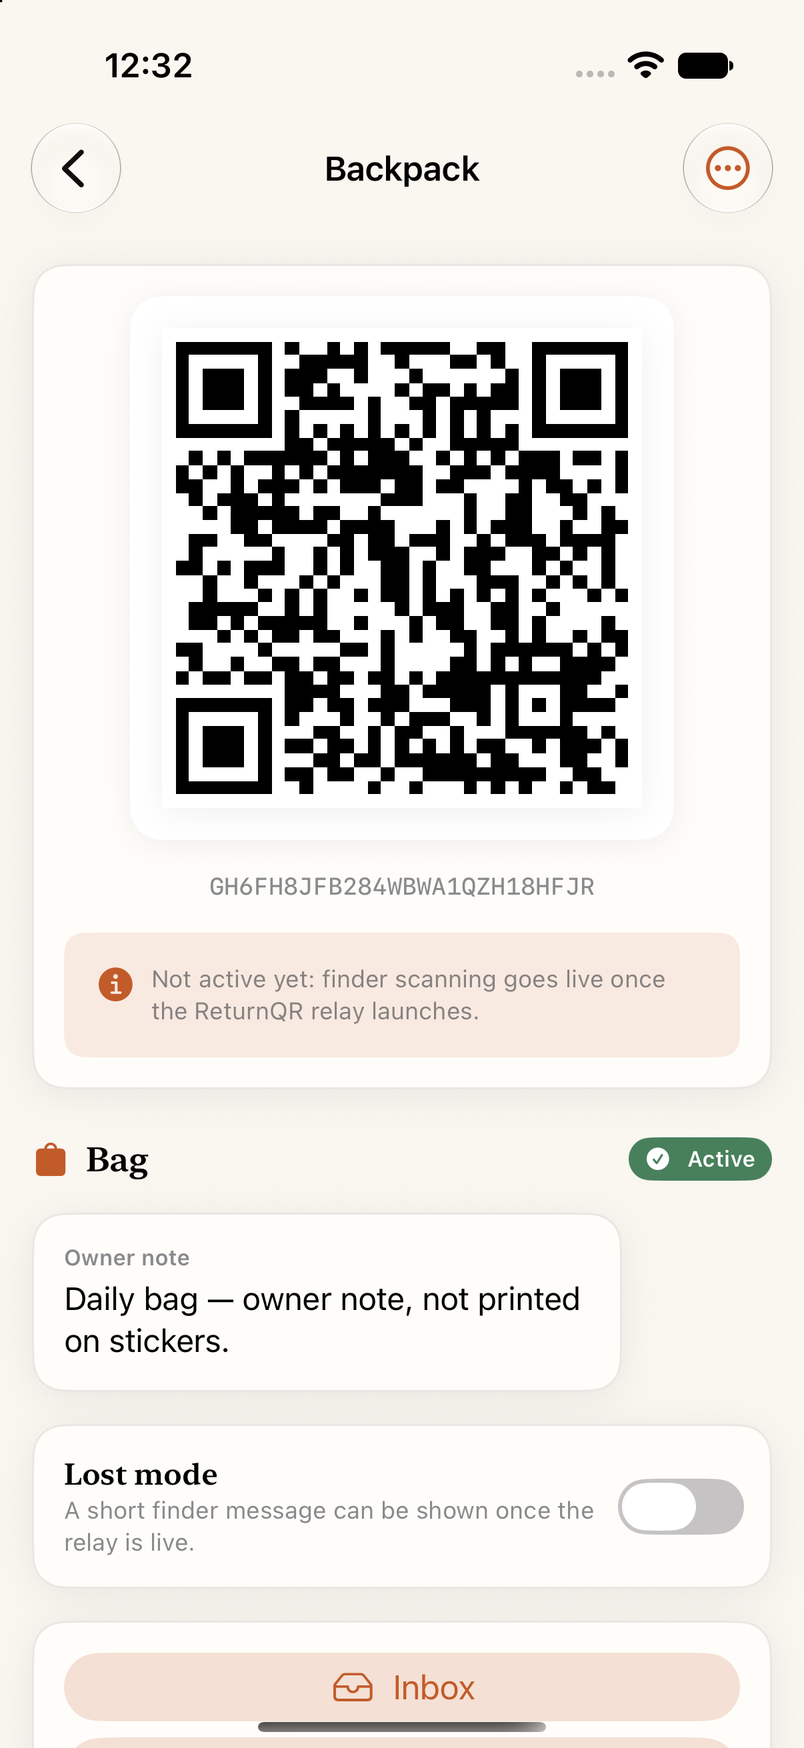 12:32
Backpack
GH6FH8JFB284WBWA1QZH18HFJR
Not active yet: finder scanning goes live once
the ReturnQR relay launches.
Bag
Active
Owner note
Daily bag — owner note, not printed
on stickers.
Lost mode
A short finder message can be shown once the
relay is live.
Inbox